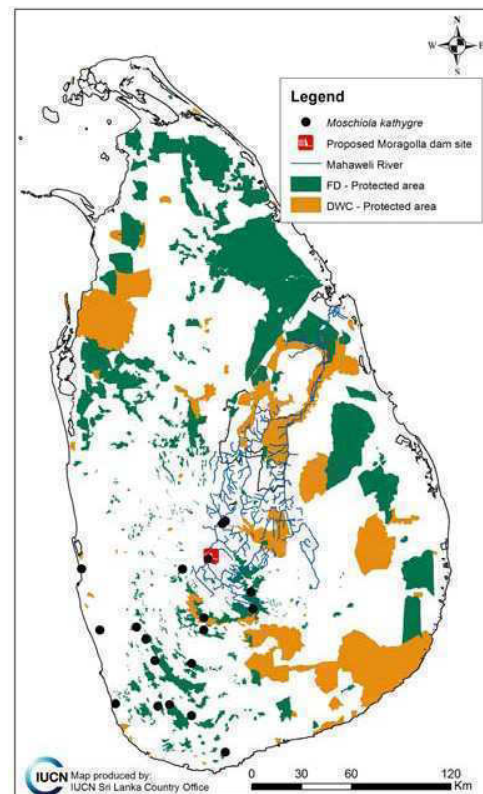 N
W E
S
Legend
Moschiola kathygre
Proposed Moragolla dam site
Mahaweli River
FD - Protected area
DWC - Protected area
IUCN
Map produced by:
IUCN Sri Lanka Country Office
0 30 60 120
Km